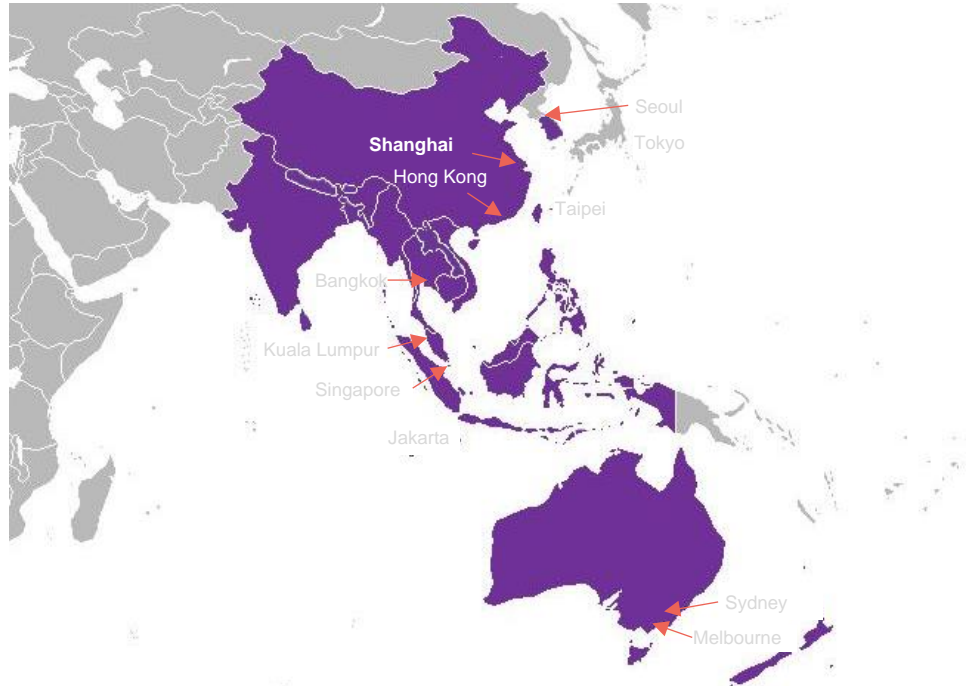 Seoul
Tokyo
Shanghai
Hong Kong
Taipei
Bangkok
Kuala Lumpur
Singapore
Jakarta
Sydney
Melbourne